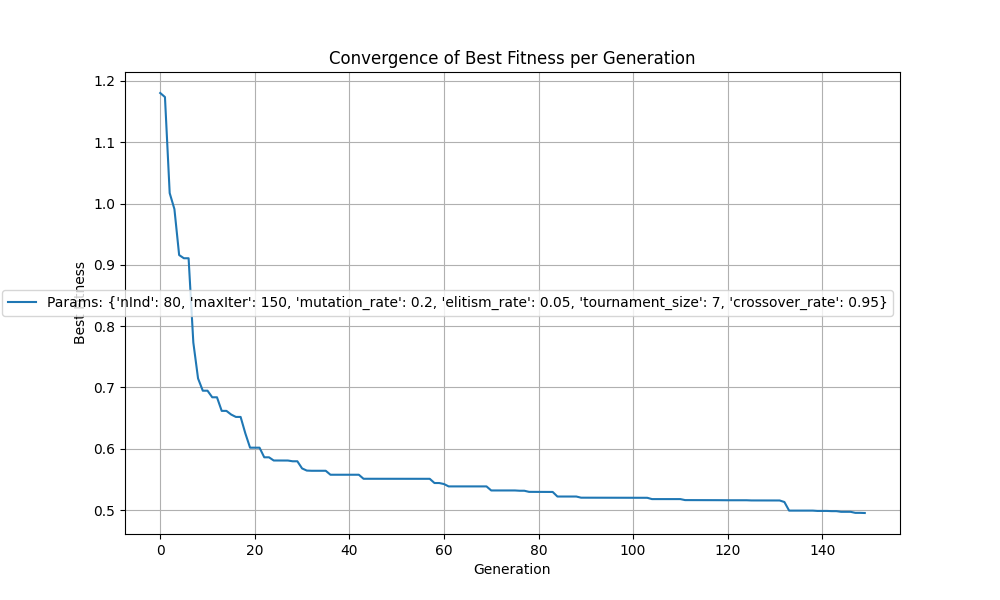 Convergence of Best Fitness per Generation
1.2
1.1
1.0
0.9
0.8
0.7
0.6
0.5
Params: {'nInd': 80, 'maxIter': 150, 'mutation_rate': 0.2, 'elitism_rate': 0.05, 'tournament_size': 7, 'crossover_rate': 0.95}
0 20 40 60 80 100 120 140
Generation